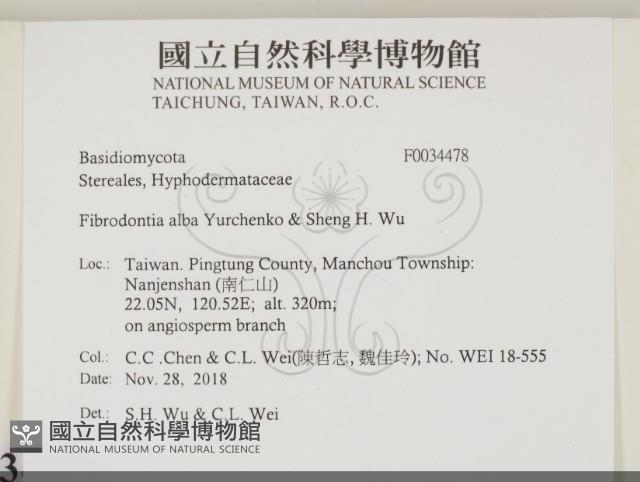 國立自然科學博物館
NATIONAL MUSEUM OF NATURAL SCIENCE
TAICHUNG, TAIWAN, R.O.C.
Basidiomycota F0034478
Stereales, Hyphodermataceae
Fibrodontia alba Yurchenko & Sheng H. Wu
Loc.: Taiwan. Pingtung County, Manchou Township:
Nanjenshan (南仁山)
22.05N, 120.52E; alt. 320m;
on angiosperm branch
Col.: C.C .Chen & C.L. Wei(陳哲志, 魏佳玲); No. WEI 18-555
Date: Nov. 28, 2018
Det.: S.H. Wu & C.L. Wei
國立自然科學博物館
NATIONAL MUSEUM OF NATURAL SCIENCE
3